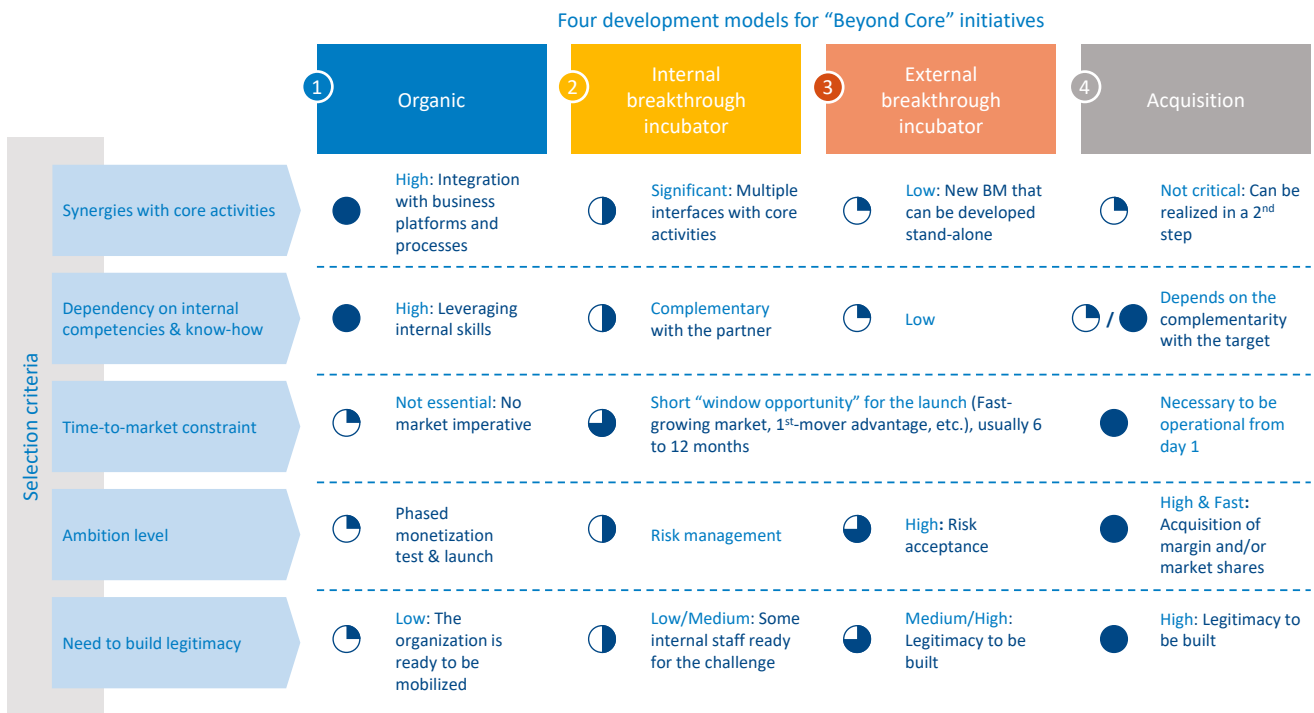 Four development models for “Beyond Core” initiatives
1
Organic
2
Internal
breakthrough
incubator
3
External
breakthrough
incubator
4
Acquisition
Selection criteria
Synergies with core activities
High: Integration
with business
platforms and
processes
Significant: Multiple
interfaces with core
activities
Low: New BM that
can be developed
stand-alone
Not critical: Can be
realized in a 2nd
step
Dependency on internal
competencies & know-how
High: Leveraging
internal skills
Complementary
with the partner
Low
/
Depends on the
complementarity
with the target
Time-to-market constraint
Not essential: No
market imperative
Short “window opportunity” for the launch (Fast-
growing market, 1st-mover advantage, etc.), usually 6
to 12 months
Necessary to be
operational from
day 1
Ambition level
Phased
monetization
test & launch
Risk management
High: Risk
acceptance
High & Fast:
Acquisition of
margin and/or
market shares
Need to build legitimacy
Low: The
organization is
ready to be
mobilized
Low/Medium: Some
internal staff ready
for the challenge
Medium/High:
Legitimacy to be
built
High: Legitimacy to
be built